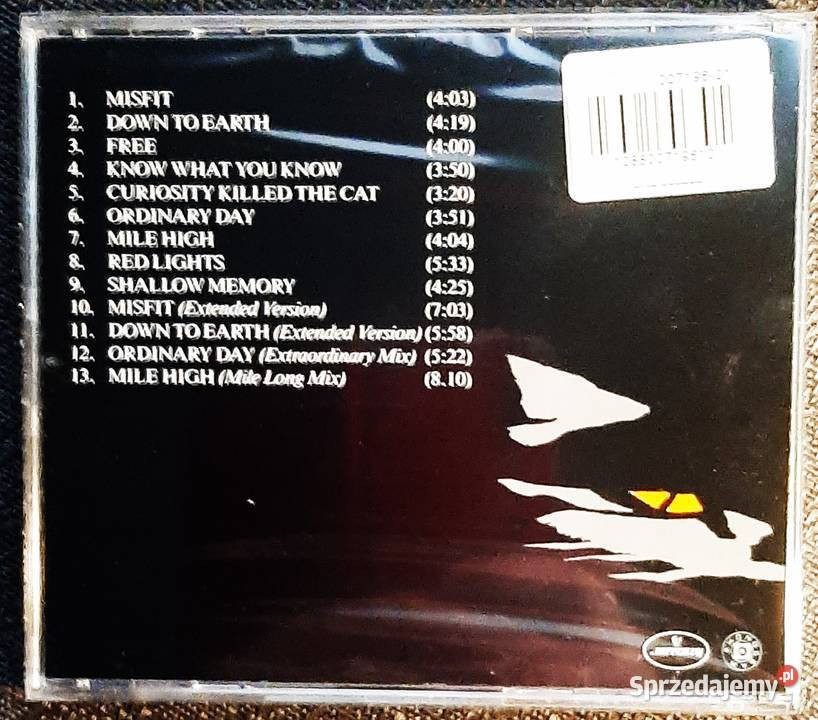 1. MISFIT (4:03)
2. DOWN TO EARTH (4:19)
3. FREE (4:00)
4. KNOW WHAT YOU KNOW (3:50)
5. CURIOSITY KILLED THE CAT (3:20)
6. ORDINARY DAY (3:51)
7. MILE HIGH (4:04)
8. RED LIGHTS (5:33)
9. SHALLOW MEMORY (4:25)
10. MISFIT (Extended Version) (7:03)
11. DOWN TO EARTH (Extended Version) (5:58)
12. ORDINARY DAY (Extraordinary Mix) (5:22)
13. MILE HIGH (Mile Long Mix) (8.10)
Sprzedajemy.pl